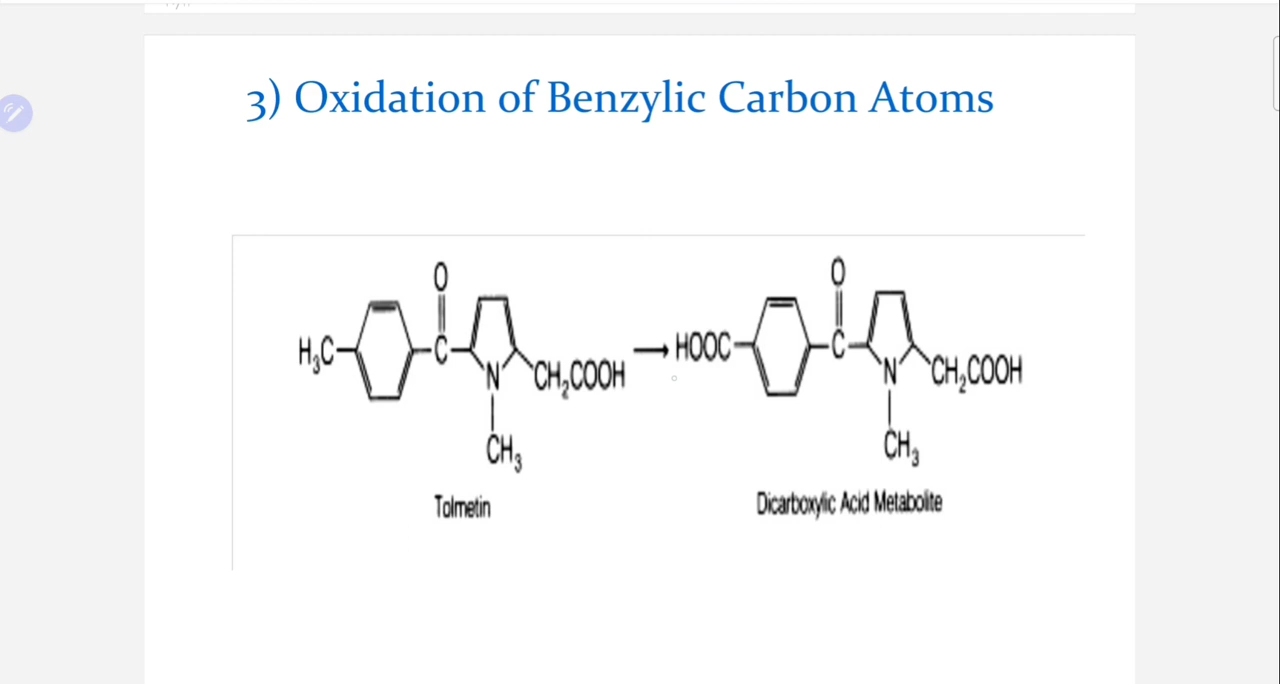 3) Oxidation of Benzylic Carbon Atoms
O
H₃C
C
N
CH₂COOH
CH₃
Tolmetin
O
HOOC
C
N
CH₂COOH
CH₃
Dicarboxylic Acid Metabolite